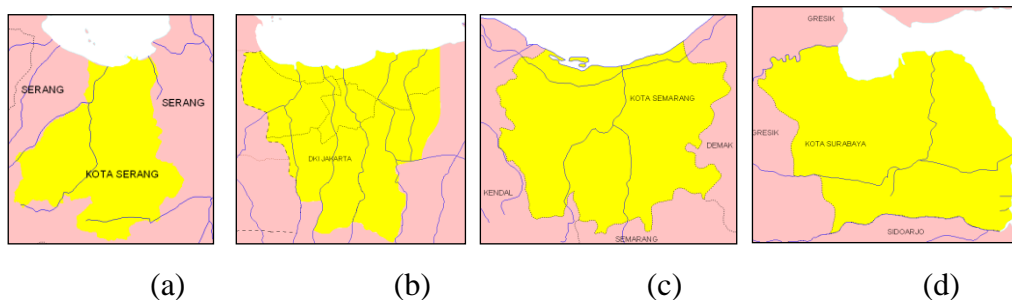 SERANG
SERANG
KOTA SERANG
DKI JAKARTA
KOTA SEMARANG
DEMAK
KENDAL
SEMARANG
GRESIK
GRESIK
KOTA SURABAYA
SIDOARJO
(a) (b) (c) (d)